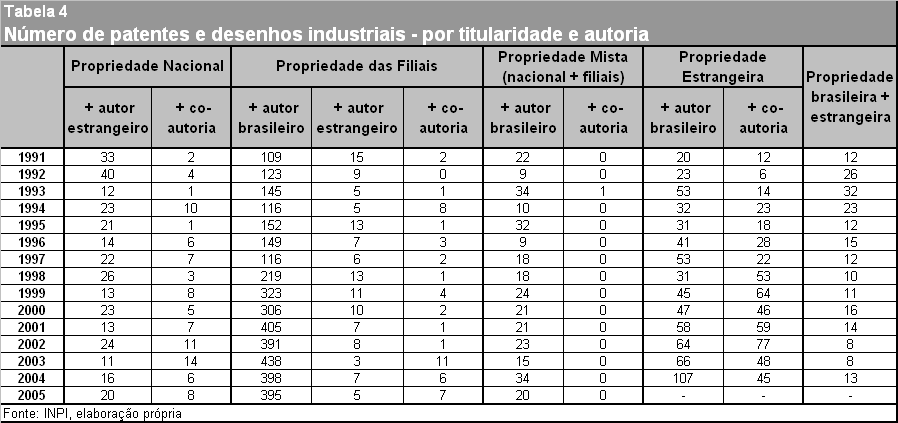 Tabela 4
Número de patentes e desenhos industriais - por titularidade e autoria
Propriedade Nacional Propriedade das Filiais Propriedade Mista (nacional + filiais) Propriedade Estrangeira Propriedade brasileira + estrangeira
+ autor estrangeiro + co-autoria + autor brasileiro + autor estrangeiro + co-autoria + autor brasileiro + co-autoria + autor brasileiro + co-autoria
1991 33 2 109 15 2 22 0 20 12 12
1992 40 4 123 9 0 9 0 23 6 26
1993 12 1 145 5 1 34 1 53 14 32
1994 23 10 116 5 8 10 0 32 23 23
1995 21 1 152 13 1 32 0 31 18 12
1996 14 6 149 7 3 9 0 41 28 15
1997 22 7 116 6 2 18 0 53 22 12
1998 26 3 219 13 1 18 0 31 53 10
1999 13 8 323 11 4 24 0 45 64 11
2000 23 5 306 10 2 21 0 47 46 16
2001 13 7 405 7 1 21 0 58 59 14
2002 24 11 391 8 1 23 0 64 77 8
2003 11 14 438 3 11 15 0 66 48 8
2004 16 6 398 7 6 34 0 107 45 13
2005 20 8 395 5 7 20 0 - - -
Fonte: INPI, elaboração própria